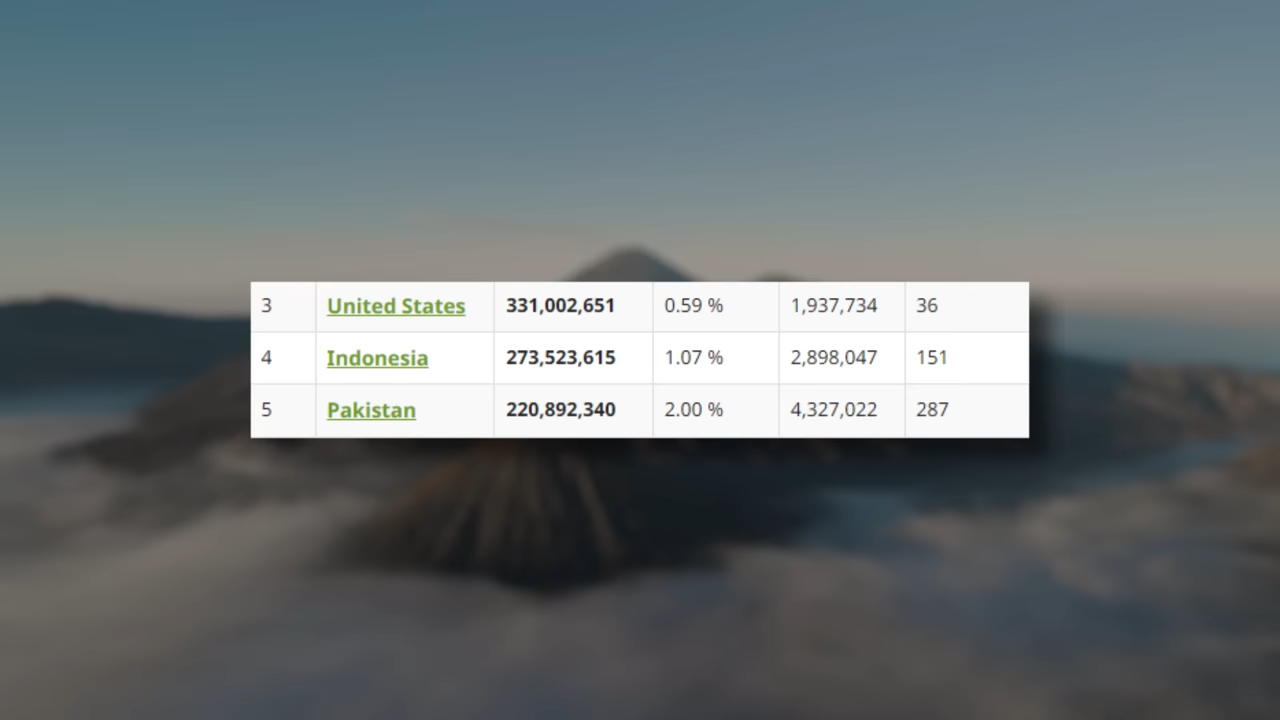 3 United States 331,002,651 0.59 % 1,937,734 36
4 Indonesia 273,523,615 1.07 % 2,898,047 151
5 Pakistan 220,892,340 2.00 % 4,327,022 287